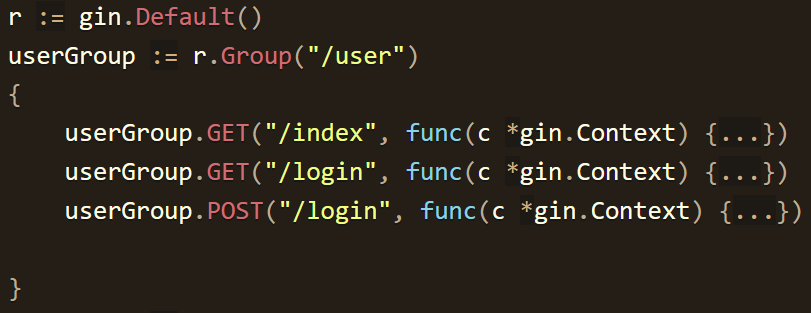 r := gin.Default()
userGroup := r.Group("/user")
{
    userGroup.GET("/index", func(c *gin.Context) {...})
    userGroup.GET("/login", func(c *gin.Context) {...})
    userGroup.POST("/login", func(c *gin.Context) {...})
}